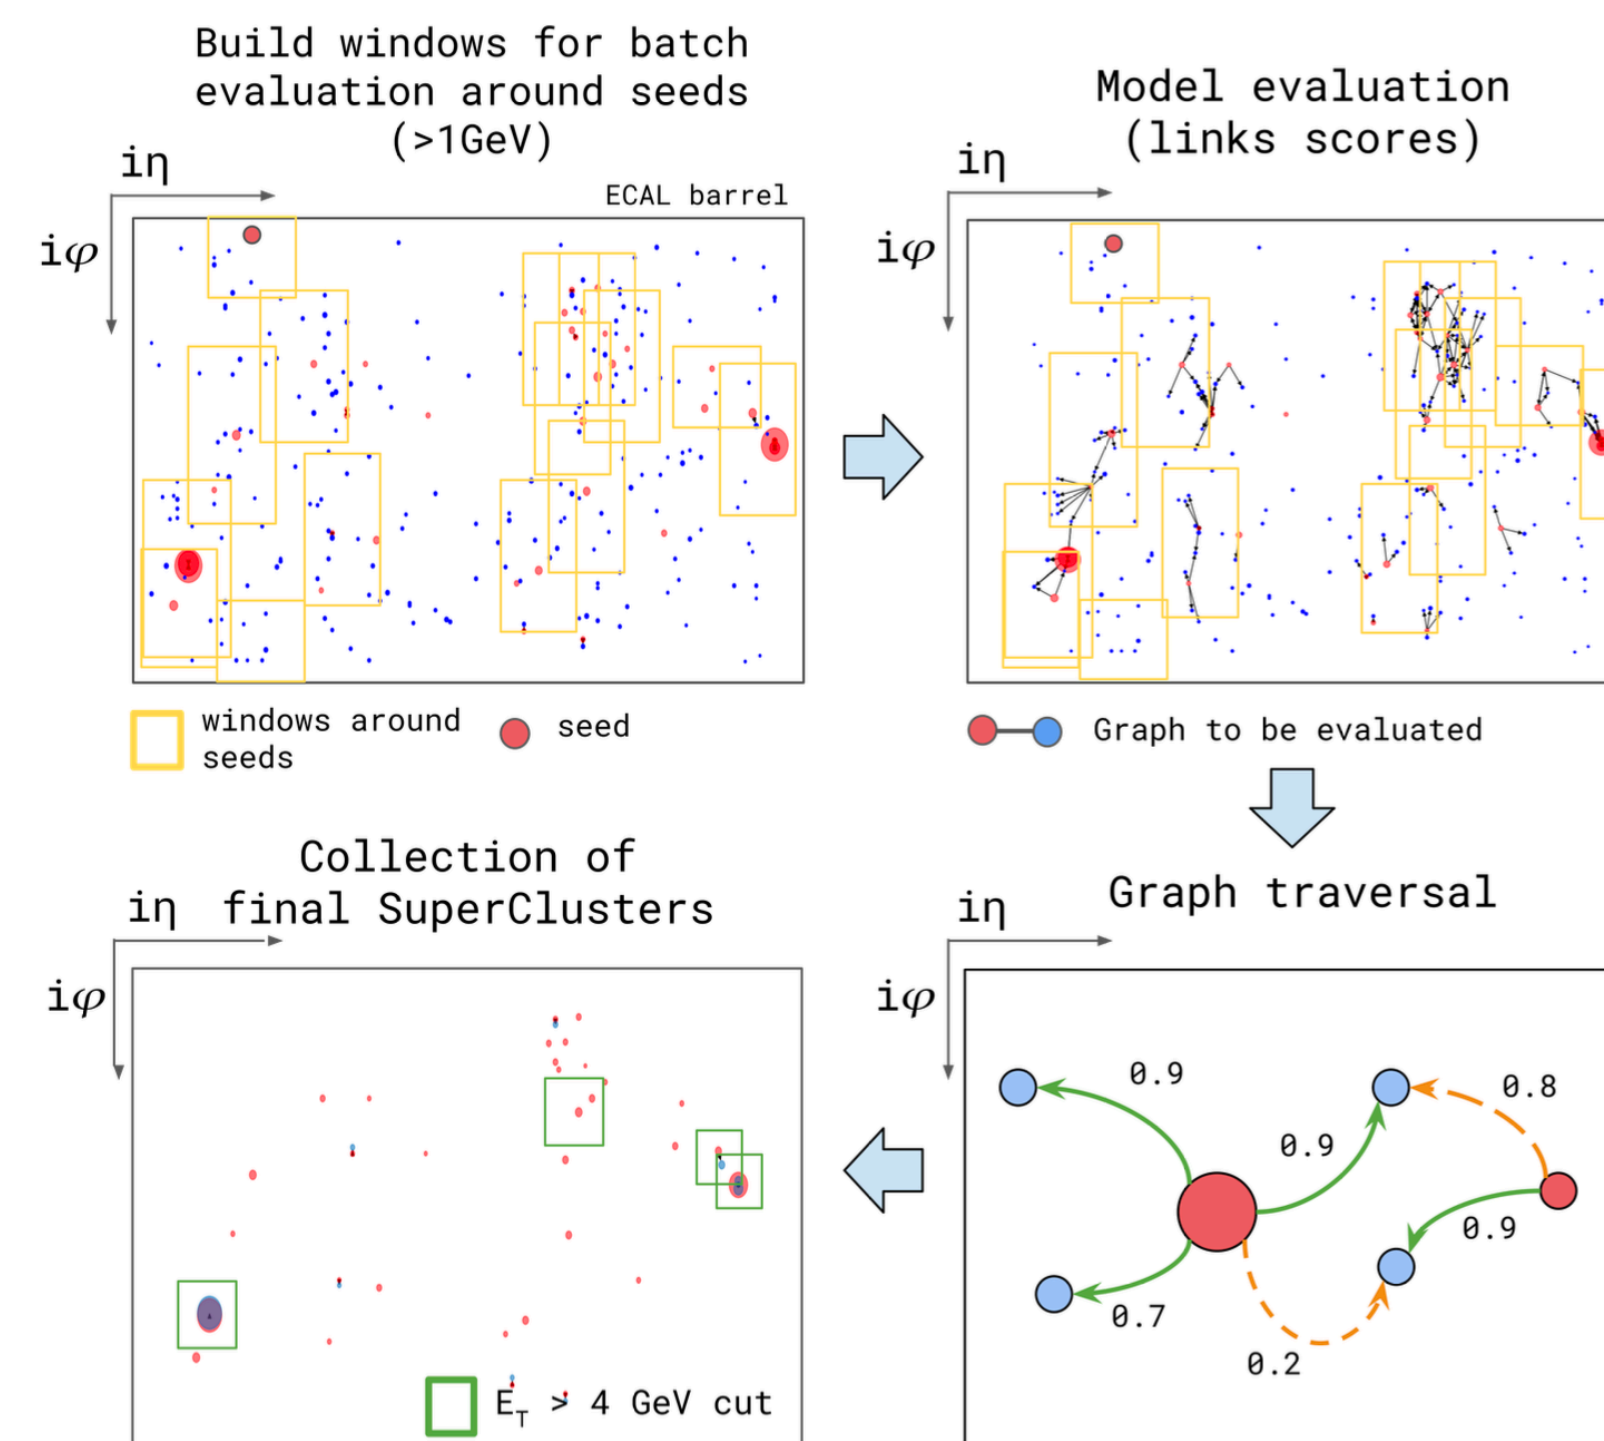 Build windows for batch
evaluation around seeds
(>1GeV)
iη
ECAL barrel
iφ
windows around
seeds
seed
Model evaluation
(links scores)
iη
iφ
Graph to be evaluated
Graph traversal
iη
iφ
0.9
0.8
0.9
0.9
0.7
0.2
Collection of
final SuperClusters
iη
iφ
E_T > 4 GeV cut